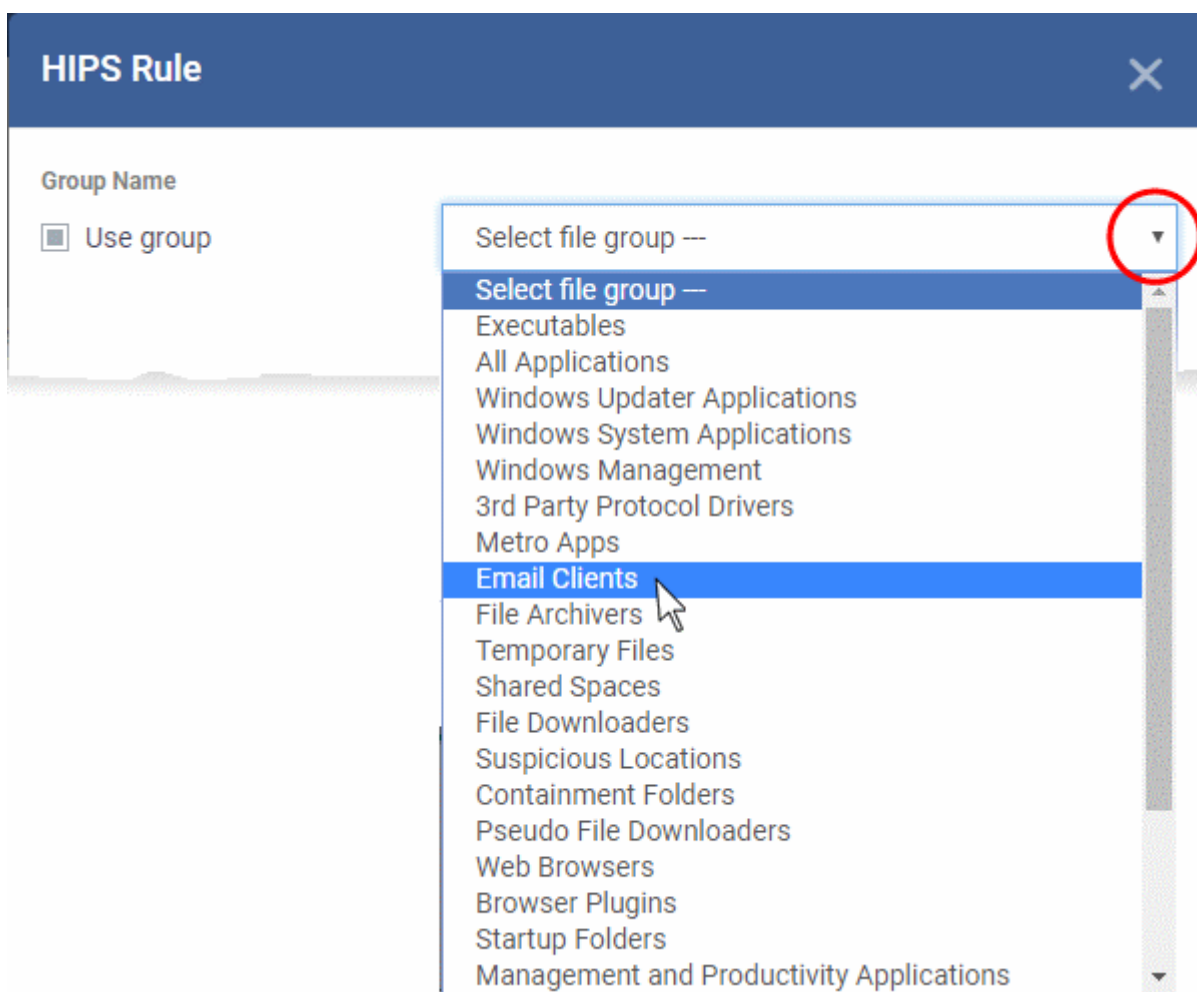 HIPS Rule
Group Name
Use group
Select file group ---
Select file group ---
Executables
All Applications
Windows Updater Applications
Windows System Applications
Windows Management
3rd Party Protocol Drivers
Metro Apps
Email Clients
File Archivers
Temporary Files
Shared Spaces
File Downloaders
Suspicious Locations
Containment Folders
Pseudo File Downloaders
Web Browsers
Browser Plugins
Startup Folders
Management and Productivity Applications